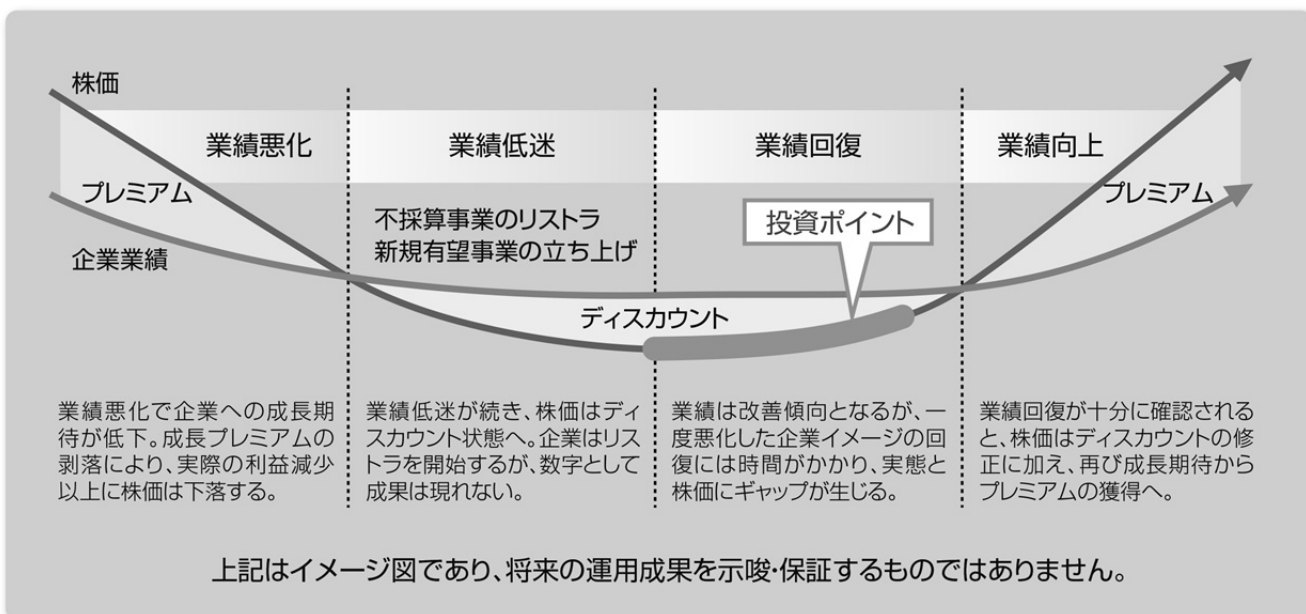 株価
業績悪化
業績低迷
業績回復
業績向上
プレミアム
プレミアム
企業業績
不採算事業のリストラ
新規有望事業の立ち上げ
投資ポイント
ディスカウント
業績悪化で企業への成長期
待が低下。成長プレミアムの
剥落により、実際の利益減少
以上に株価は下落する。
業績低迷が続き、株価はディ
スカウント状態へ。企業はリス
トラを開始するが、数字として
成果は現れない。
業績は改善傾向となるが、一
度悪化した企業イメージの回
復には時間がかかり、実態と
株価にギャップが生じる。
業績回復が十分に確認される
と、株価はディスカウントの修
正に加え、再び成長期待から
プレミアムの獲得へ。
上記はイメージ図であり、将来の運用成果を示唆・保証するものではありません。